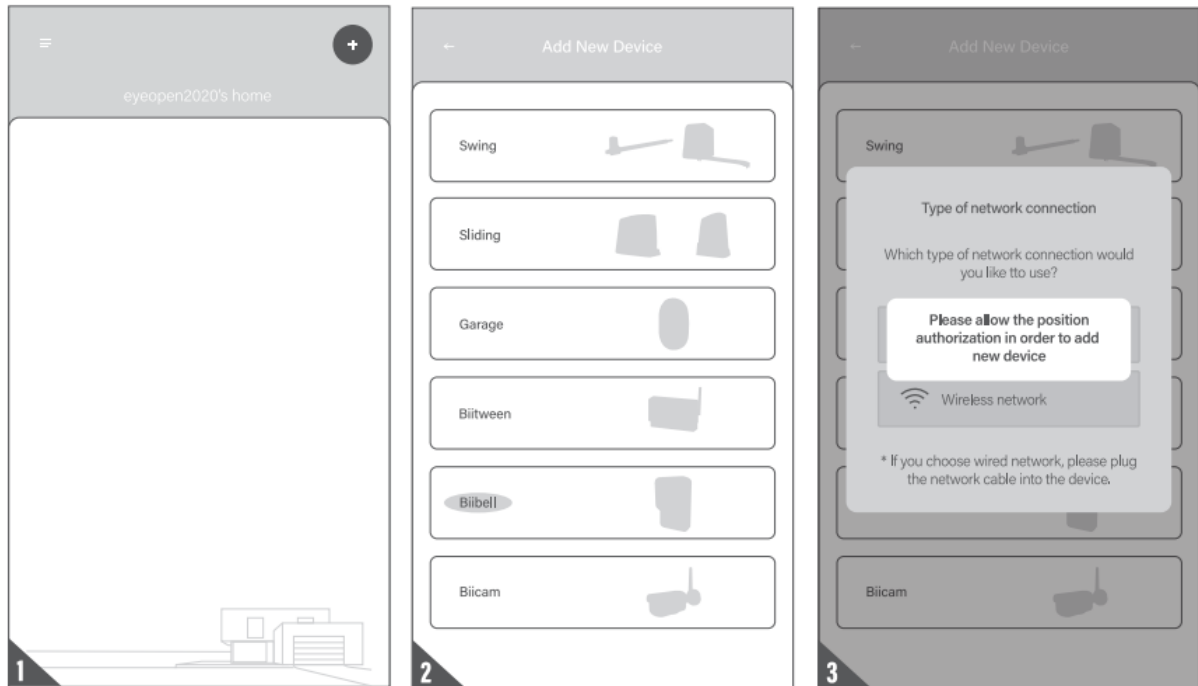 eyeopen2020's home
1
Add New Device
Swing
Sliding
Garage
Biitween
Biibell
Biicam
2
Add New Device
Swing
Type of network connection
Which type of network connection would
you like tto use?
Please allow the position
authorization in order to add
new device
Wireless network
* If you choose wired network, please plug
the network cable into the device.
Biicam
3